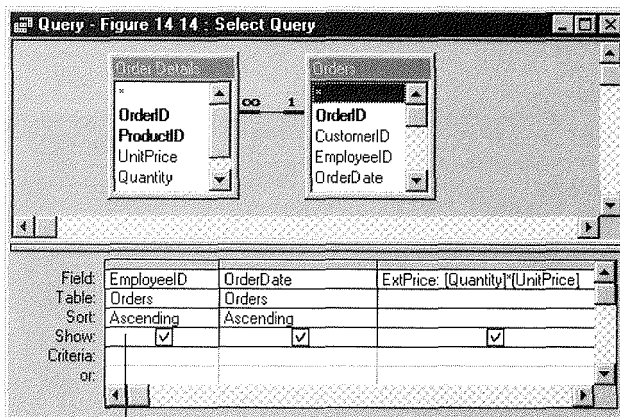 Query - Figure 14 14 : Select Query
Order Details
*
OrderID
ProductID
UnitPrice
Quantity
∞ 1
Orders
*
OrderID
CustomerID
EmployeeID
OrderDate
Field: EmployeeID OrderDate ExtPrice: [Quantity]*[UnitPrice]
Table: Orders Orders
Sort: Ascending Ascending
Show:
Criteria:
or: